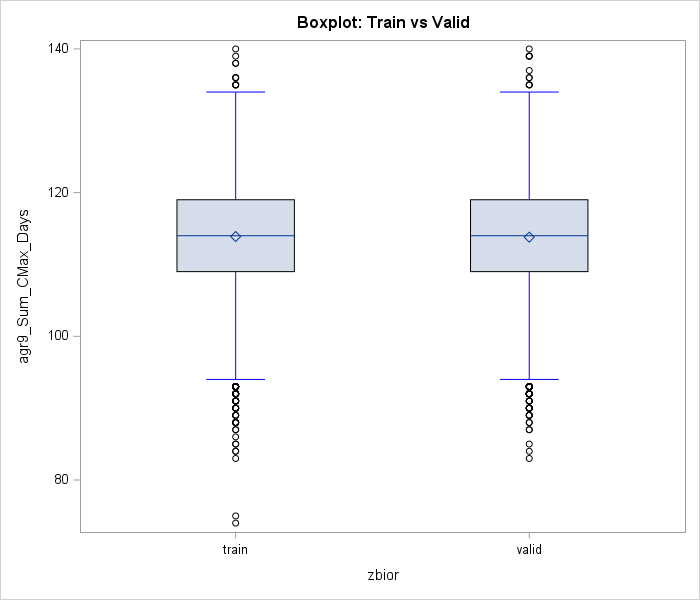 Boxplot: Train vs Valid
140
120
100
80
agr9_Sum_CMax_Days
train
valid
zbior